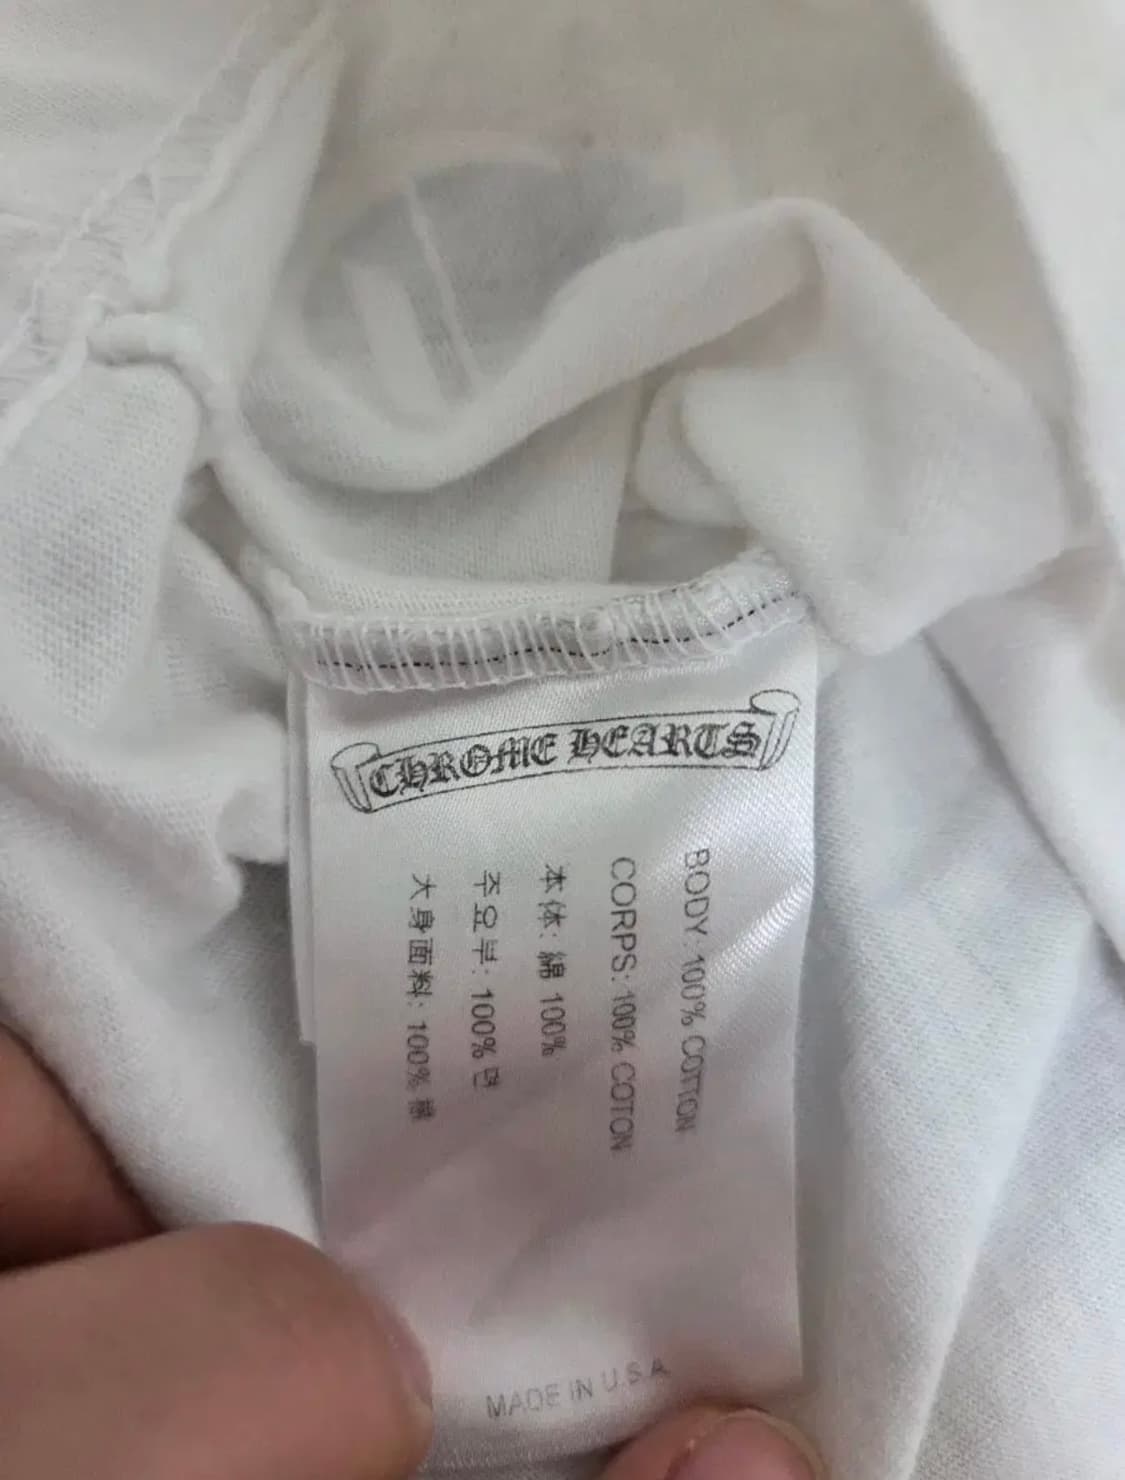 CHROME HEARTS
BODY: 100% COTTON
CORPS: 100% COTON
本体: 綿 100%
주요부: 100% 면
大身面料: 100% 棉
MADE IN U.S.A